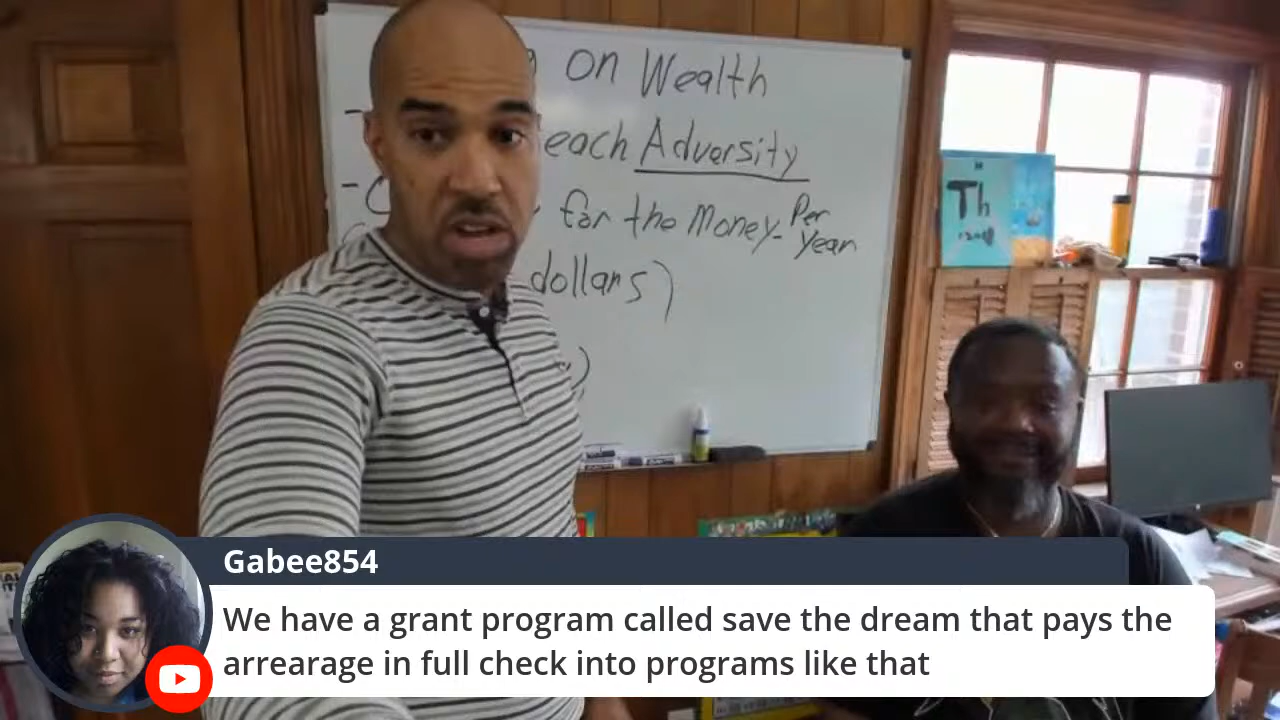 on Wealth
each Adversity
for the Money- Per Year
dollars)
Th
Gabee854
We have a grant program called save the dream that pays the
arrearage in full check into programs like that